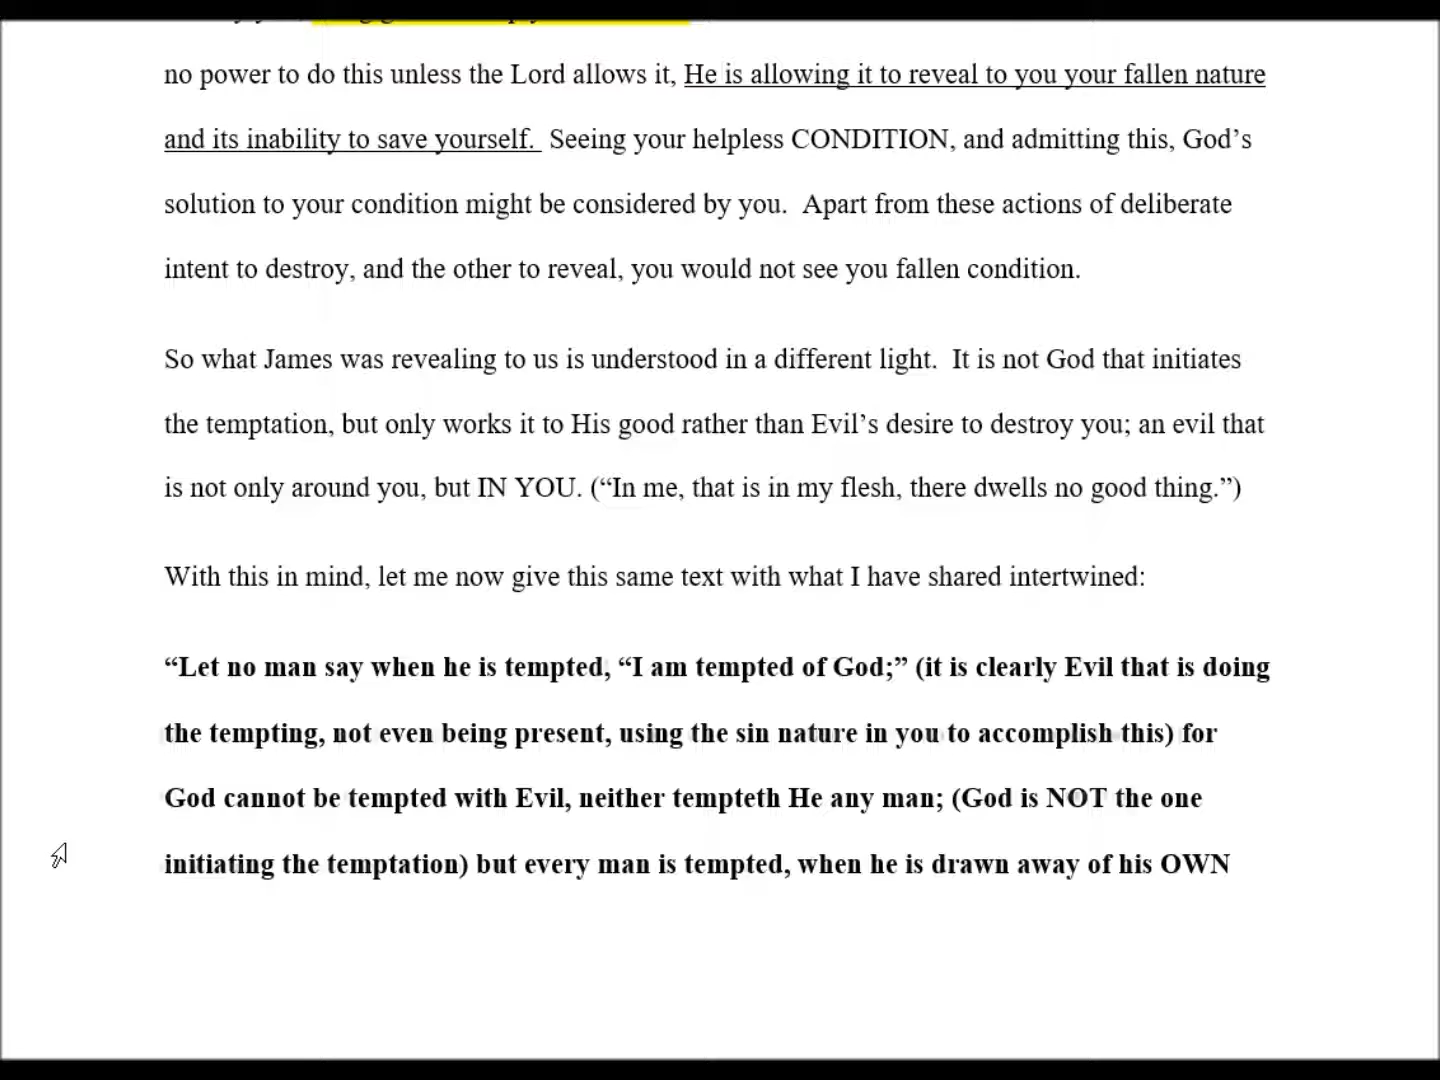 no power to do this unless the Lord allows it, He is allowing it to reveal to you your fallen nature
and its inability to save yourself.  Seeing your helpless CONDITION, and admitting this, God’s
solution to your condition might be considered by you.  Apart from these actions of deliberate
intent to destroy, and the other to reveal, you would not see you fallen condition.
So what James was revealing to us is understood in a different light.  It is not God that initiates
the temptation, but only works it to His good rather than Evil’s desire to destroy you; an evil that
is not only around you, but IN YOU. (“In me, that is in my flesh, there dwells no good thing.”)
With this in mind, let me now give this same text with what I have shared intertwined:
“Let no man say when he is tempted, “I am tempted of God;” (it is clearly Evil that is doing
the tempting, not even being present, using the sin nature in you to accomplish this) for
God cannot be tempted with Evil, neither tempteth He any man; (God is NOT the one
initiating the temptation) but every man is tempted, when he is drawn away of his OWN